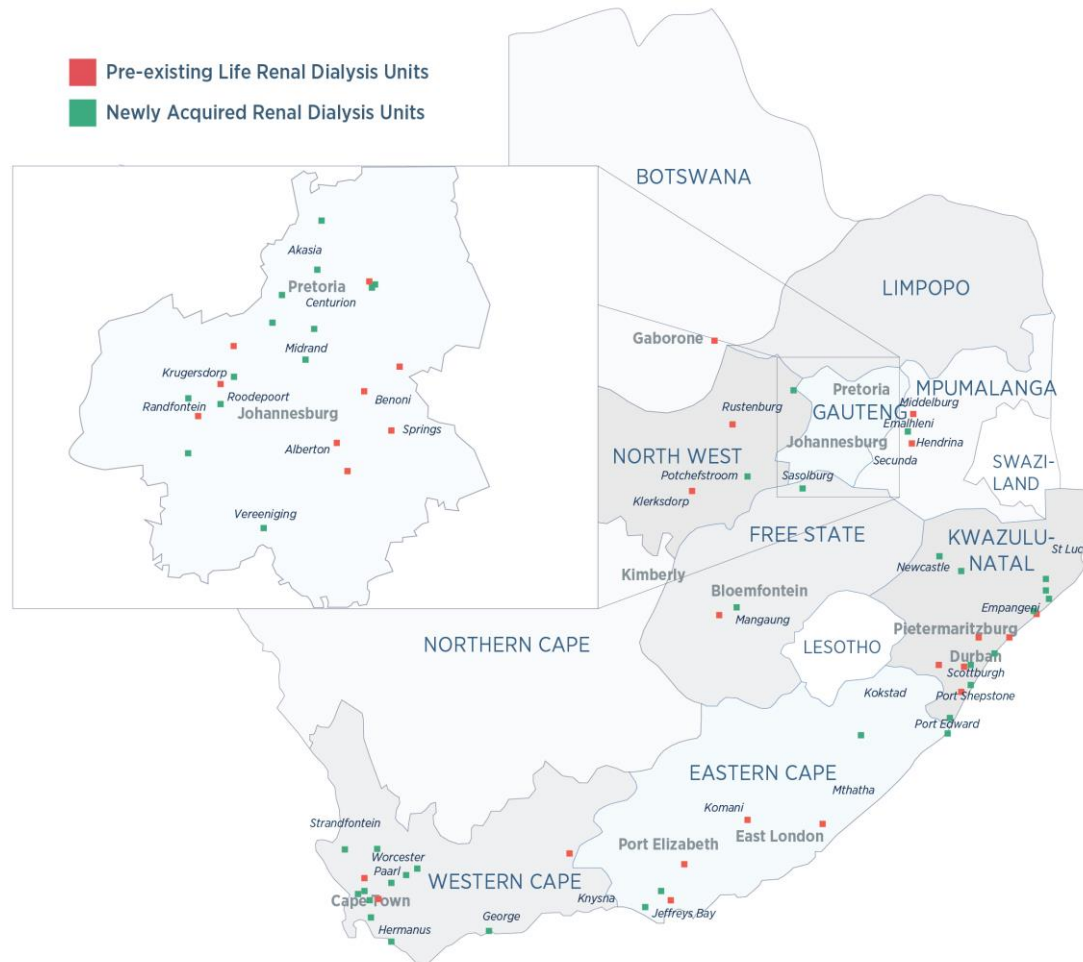 Pre-existing Life Renal Dialysis Units
Newly Acquired Renal Dialysis Units
BOTSWANA
LIMPOPO
Akasia
Pretoria
Centurion
Midrand
Krugersdorp
Roodepoort
Randfontein
Johannesburg
Benoni
Springs
Alberton
Vereeniging
Gaborone
Pretoria
MPUMALANGA
Rustenburg
GAUTENG
Middelburg
Emalhleni
Johannesburg
Hendrina
NORTH WEST
Secunda
Potchefstroom
Sasolburg
SWAZI-
LAND
Klerksdorp
FREE STATE
KWAZULU-
NATAL
St Luc
Newcastle
Kimberly
Bloemfontein
Mangaung
Empangeni
Pietermaritzburg
NORTHERN CAPE
LESOTHO
Durban
Scottburgh
Kokstad
Port Shepstone
Port Edward
EASTERN CAPE
Mthatha
Komani
East London
Strandfontein
Port Elizabeth
Worcester
Paarl
WESTERN CAPE
Cape Town
Knysna
Jeffreys Bay
George
Hermanus